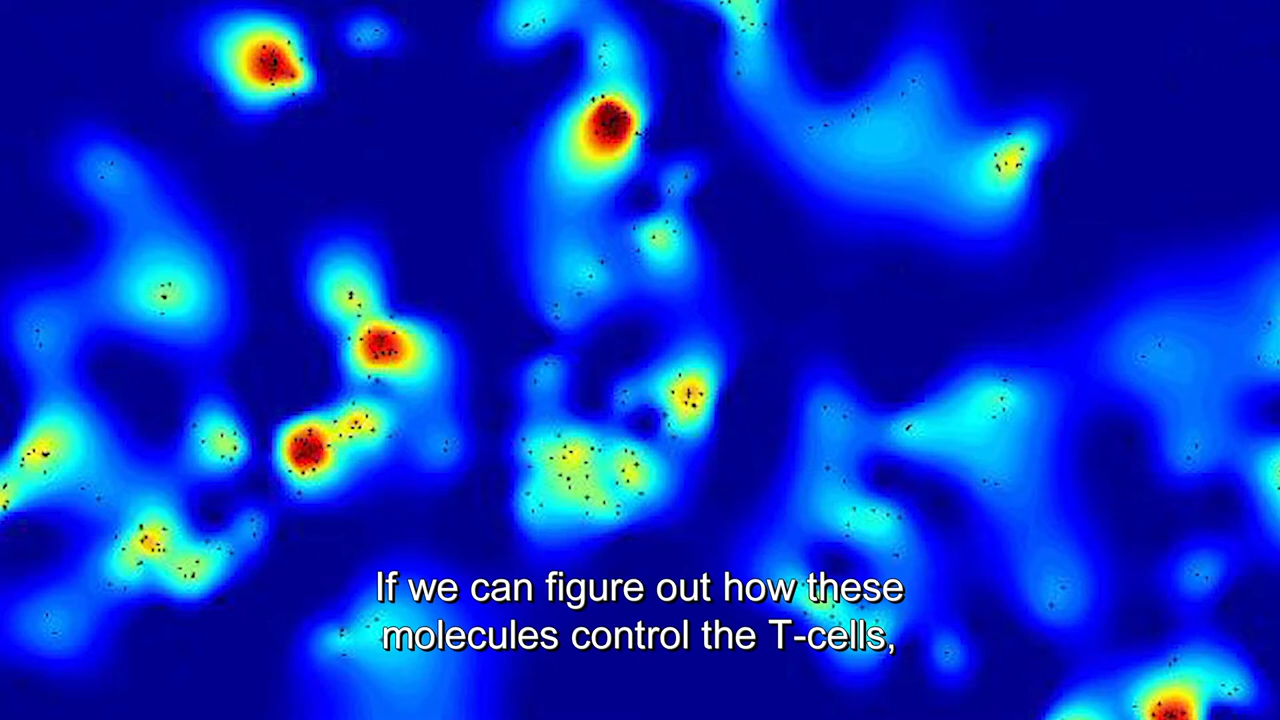 If we can figure out how these
molecules control the T-cells,